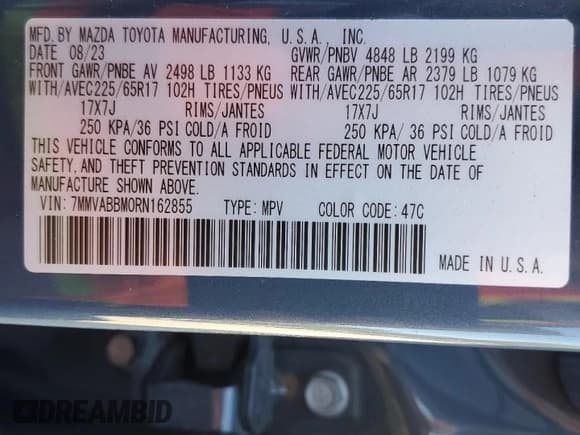 MFD. BY MAZDA TOYOTA MANUFACTURING, U.S.A., INC.
DATE 08/23 GVWR/PNBV 4848 LB 2199 KG
FRONT GAWR/PNBE AV 2498 LB 1133 KG REAR GAWR/PNBE AR 2379 LB 1079 KG
WITH/AVEC225/65R17 102H TIRES/PNEUS WITH/AVEC225/65R17 102H TIRES/PNEUS
17X7J RIMS/JANTES 17X7J RIMS/JANTES
250 KPA/36 PSI COLD/A FROID 250 KPA/ 36 PSI COLD/A FROID
THIS VEHICLE CONFORMS TO ALL APPLICABLE FEDERAL MOTOR VEHICLE
SAFETY, AND THEFT PREVENTION STANDARDS IN EFFECT ON THE DATE OF
MANUFACTURE SHOWN ABOVE.
VIN: 7MMVABBM0RN162855 TYPE: MPV COLOR CODE: 47C
MADE IN U.S.A.
DREAMBID